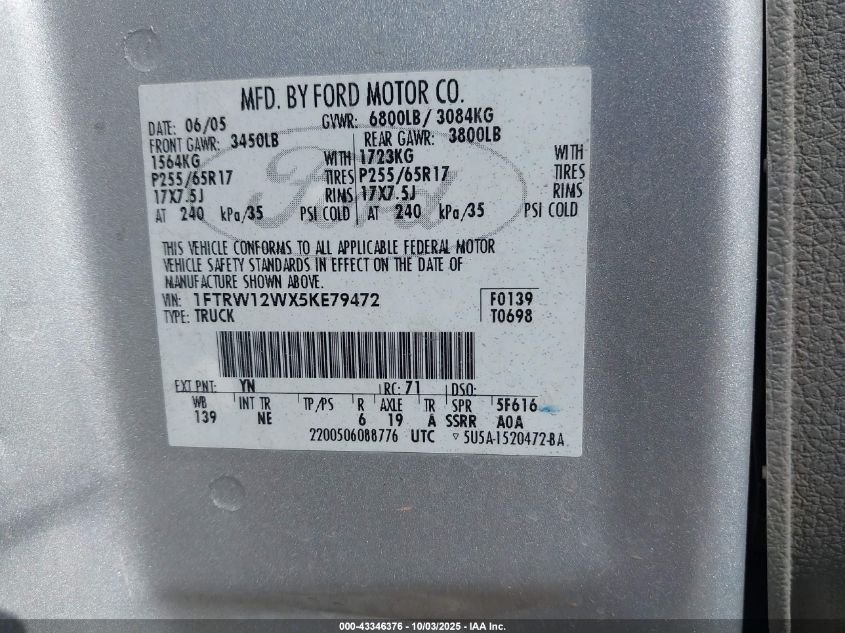 MFD. BY FORD MOTOR CO.
DATE: 06/05 GVWR: 6800LB/ 3084KG
FRONT GAWR: 3450LB REAR GAWR: 3800LB
1564KG WITH 1723KG WITH
P255/65R17 TIRES P255/65R17 TIRES
17X7.5J RIMS 17X7.5J RIMS
AT 240 kPa/35 PSI COLD AT 240 kPa/35 PSI COLD
Ford
THIS VEHICLE CONFORMS TO ALL APPLICABLE FEDERAL MOTOR
VEHICLE SAFETY STANDARDS IN EFFECT ON THE DATE OF
MANUFACTURE SHOWN ABOVE.
VIN: 1FTRW12WX5KE79472 F0139
TYPE: TRUCK T0698
EXT PNT: YN RC: 71 DSO:
WB INT TR TP/PS R AXLE TR SPR 5F616
139 NE 6 19 A SSRR A0A
2200506088776 UTC ▽ 5U5A-1520472-BA
000-43346376 - 10/03/2025 - IAA Inc.